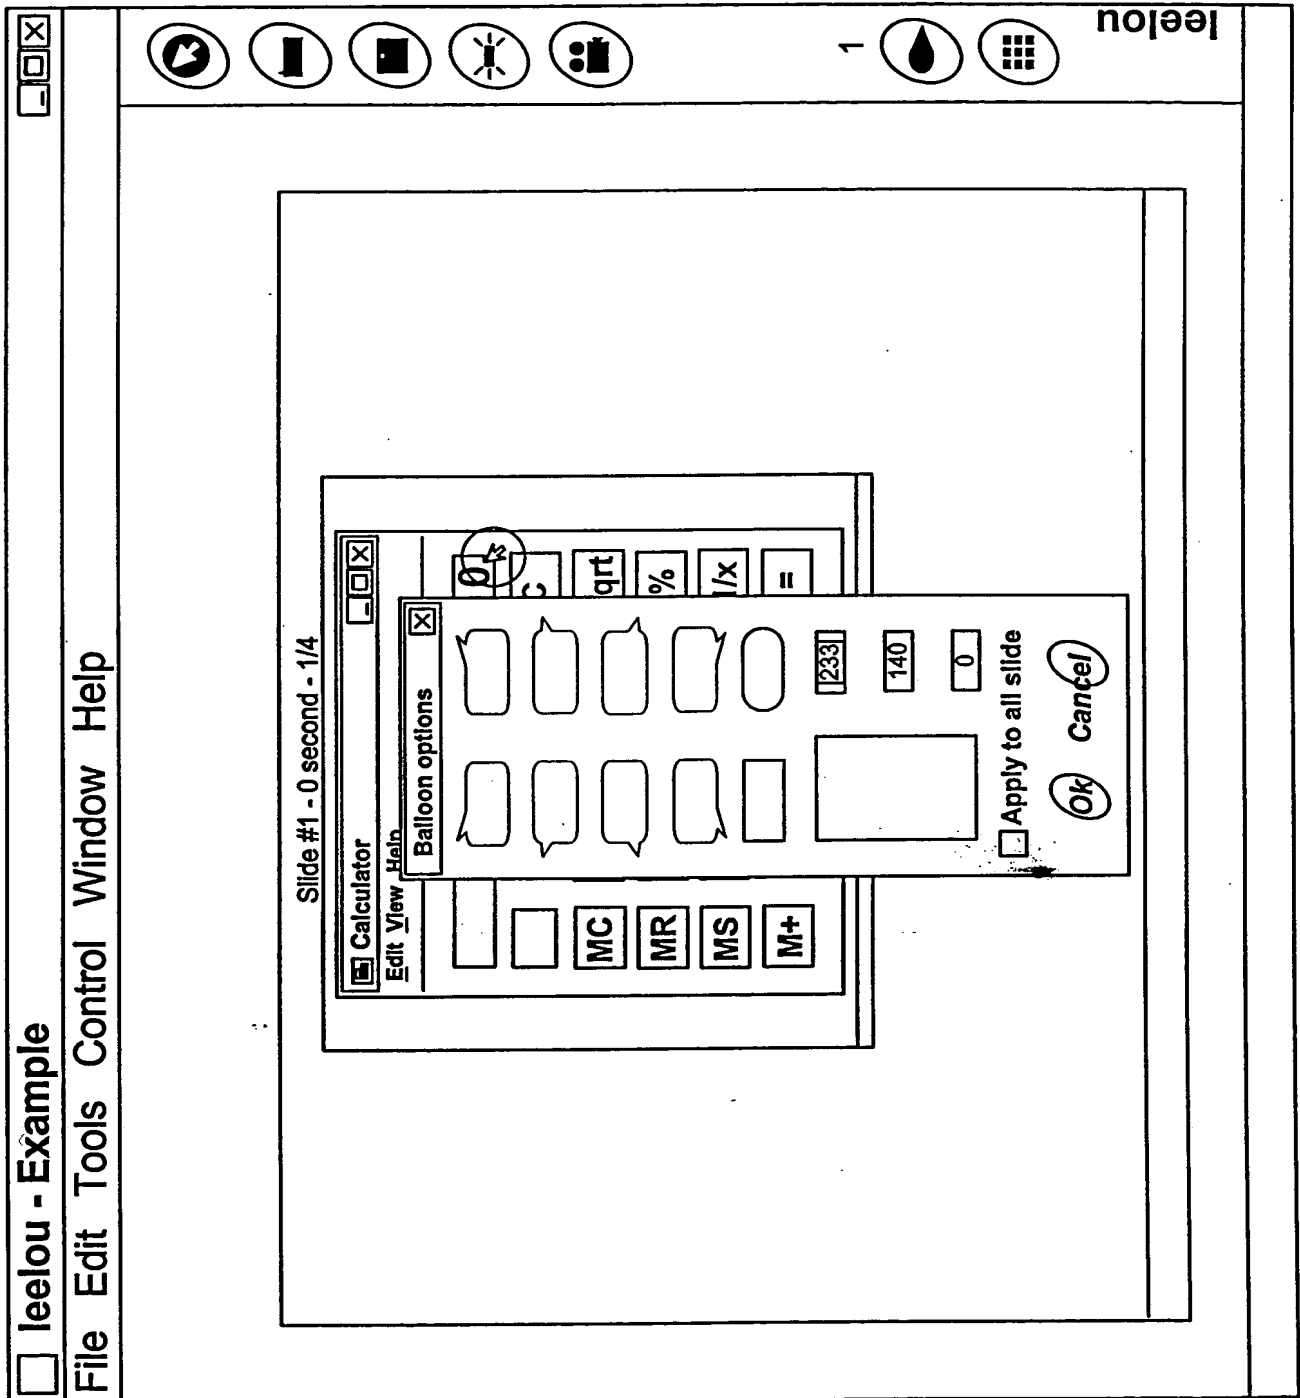 leelou - Example
File Edit Tools Control Window Help
Slide #1 - 0 second - 1/4
Calculator
Edit View Help
0
C
MC qrt
MR %
MS 1/x
M+ =
Balloon options
233
140
0
Apply to all slide
Ok Cancel
1
leelou